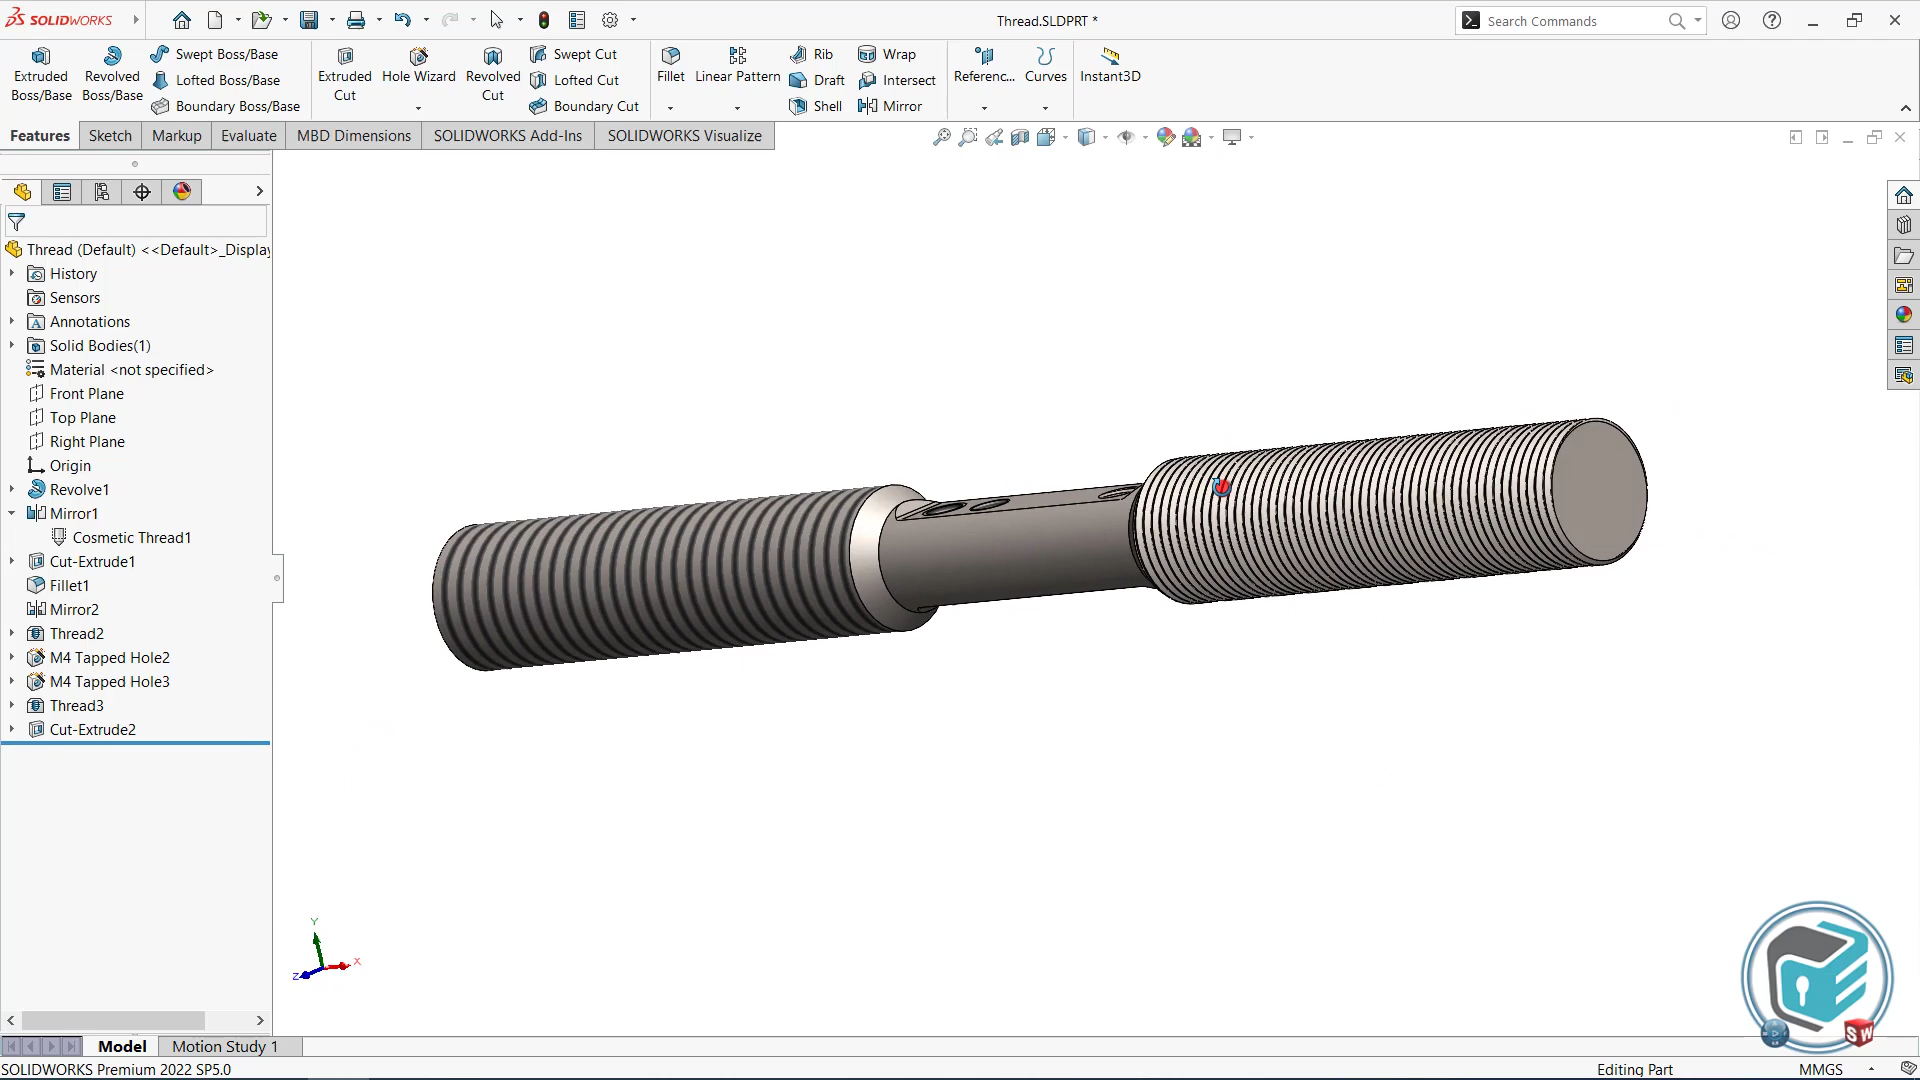 SOLIDWORKS
Thread.SLDPRT *
Search Commands
Extruded Boss/Base
Revolved Boss/Base
Swept Boss/Base
Lofted Boss/Base
Boundary Boss/Base
Extruded Cut
Hole Wizard
Revolved Cut
Swept Cut
Lofted Cut
Boundary Cut
Fillet
Linear Pattern
Rib
Draft
Shell
Wrap
Intersect
Mirror
Referenc...
Curves
Instant3D
Features
Sketch
Markup
Evaluate
MBD Dimensions
SOLIDWORKS Add-Ins
SOLIDWORKS Visualize
Thread (Default) <<Default>_Display
History
Sensors
Annotations
Solid Bodies(1)
Material <not specified>
Front Plane
Top Plane
Right Plane
Origin
Revolve1
Mirror1
Cosmetic Thread1
Cut-Extrude1
Fillet1
Mirror2
Thread2
M4 Tapped Hole2
M4 Tapped Hole3
Thread3
Cut-Extrude2
Y
X
Z
SW
Model
Motion Study 1
SOLIDWORKS Premium 2022 SP5.0
Editing Part
MMGS